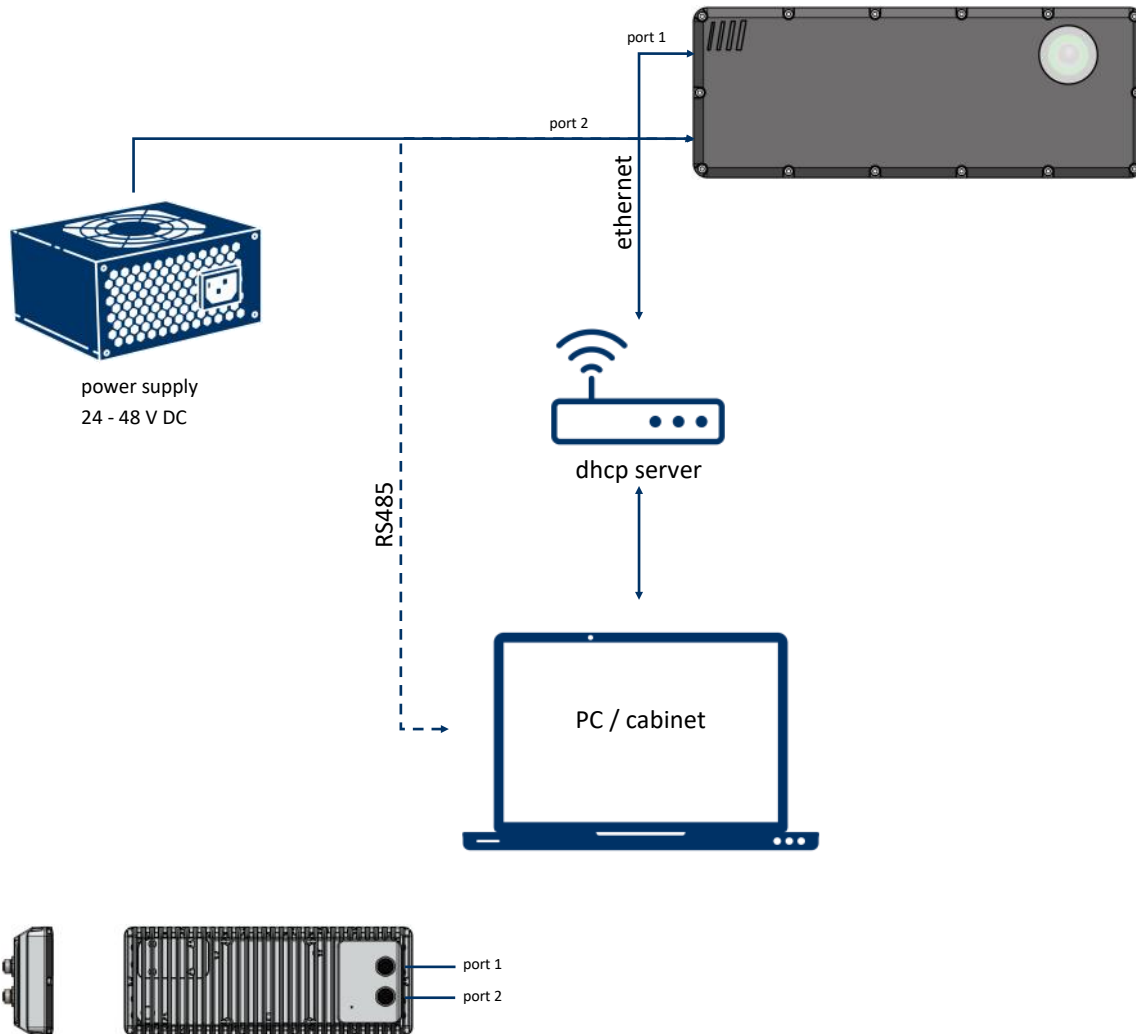 port 1
port 2
ethernet
power supply
24 - 48 V DC
dhcp server
RS485
PC / cabinet
port 1
port 2